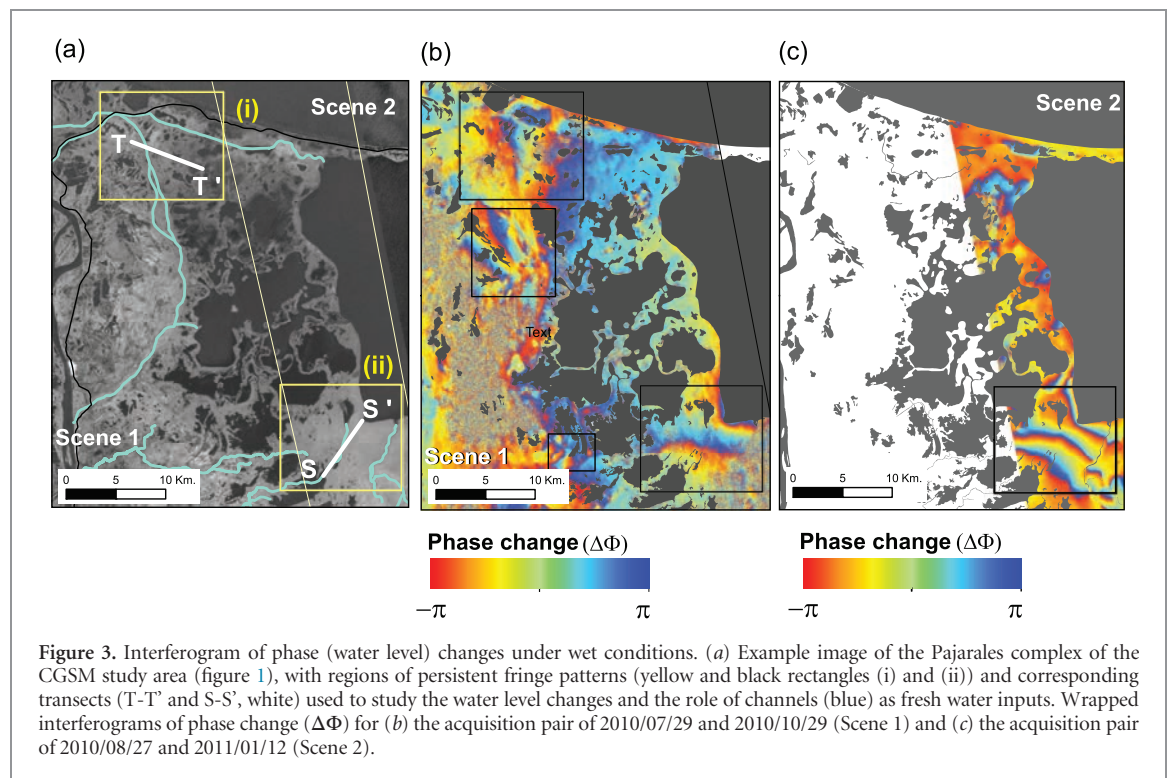 (a)
(b)
(c)
Scene 2
(i)
T
T '
(ii)
S '
S
Scene 1
0 5 10 Km.
Text
Scene 1
0 5 10 Km.
Scene 2
0 5 10 Km.
Phase change (ΔΦ)
−π π
Phase change (ΔΦ)
−π π
Figure 3. Interferogram of phase (water level) changes under wet conditions. (a) Example image of the Pajarales complex of the
CGSM study area (figure 1), with regions of persistent fringe patterns (yellow and black rectangles (i) and (ii)) and corresponding
transects (T-T’ and S-S’, white) used to study the water level changes and the role of channels (blue) as fresh water inputs. Wrapped
interferograms of phase change (ΔΦ) for (b) the acquisition pair of 2010/07/29 and 2010/10/29 (Scene 1) and (c) the acquisition pair
of 2010/08/27 and 2011/01/12 (Scene 2).